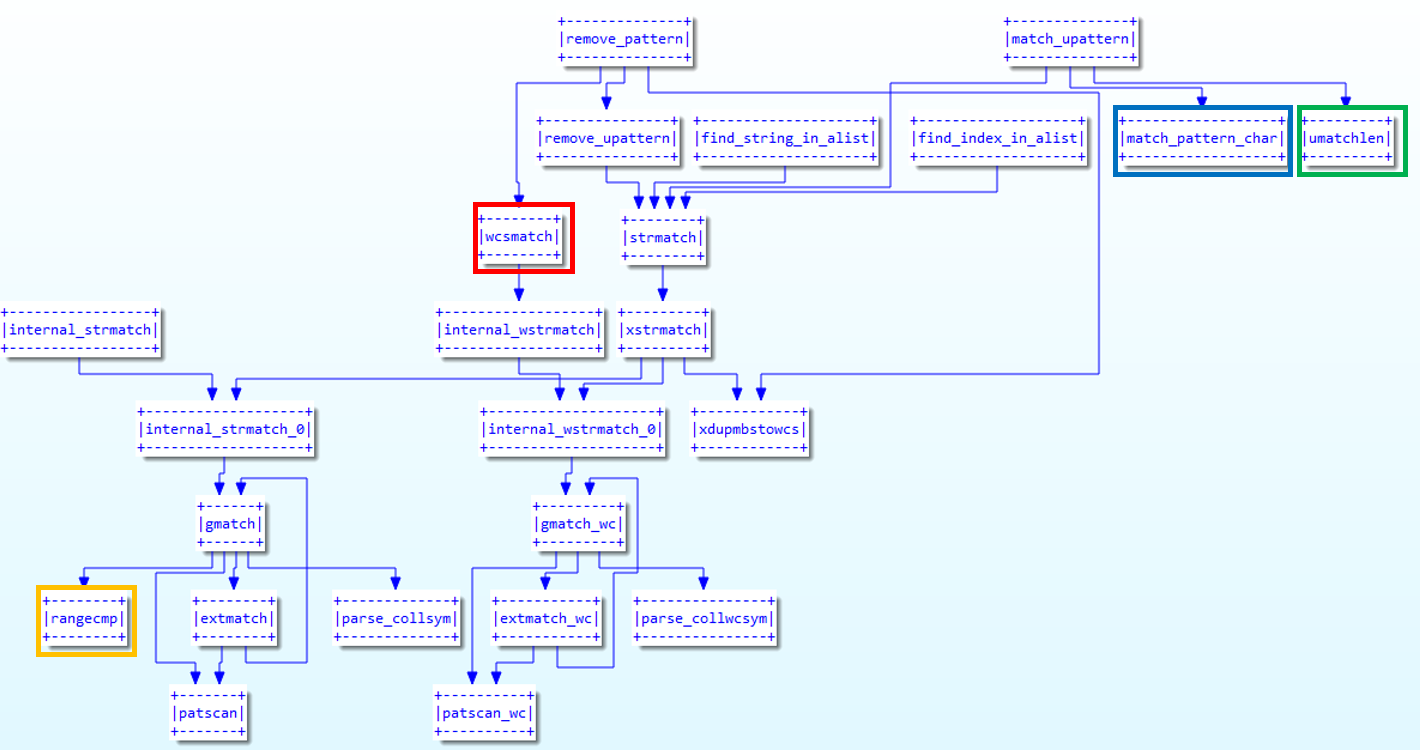 remove_pattern
match_upattern
remove_upattern
find_string_in_alist
find_index_in_alist
match_pattern_char
umatchlen
wcsmatch
strmatch
internal_strmatch
internal_wstrmatch
xstrmatch
internal_strmatch_0
internal_wstrmatch_0
xdupmbstowcs
gmatch
gmatch_wc
rangecmp
extmatch
parse_collsym
extmatch_wc
parse_collwcsym
patscan
patscan_wc